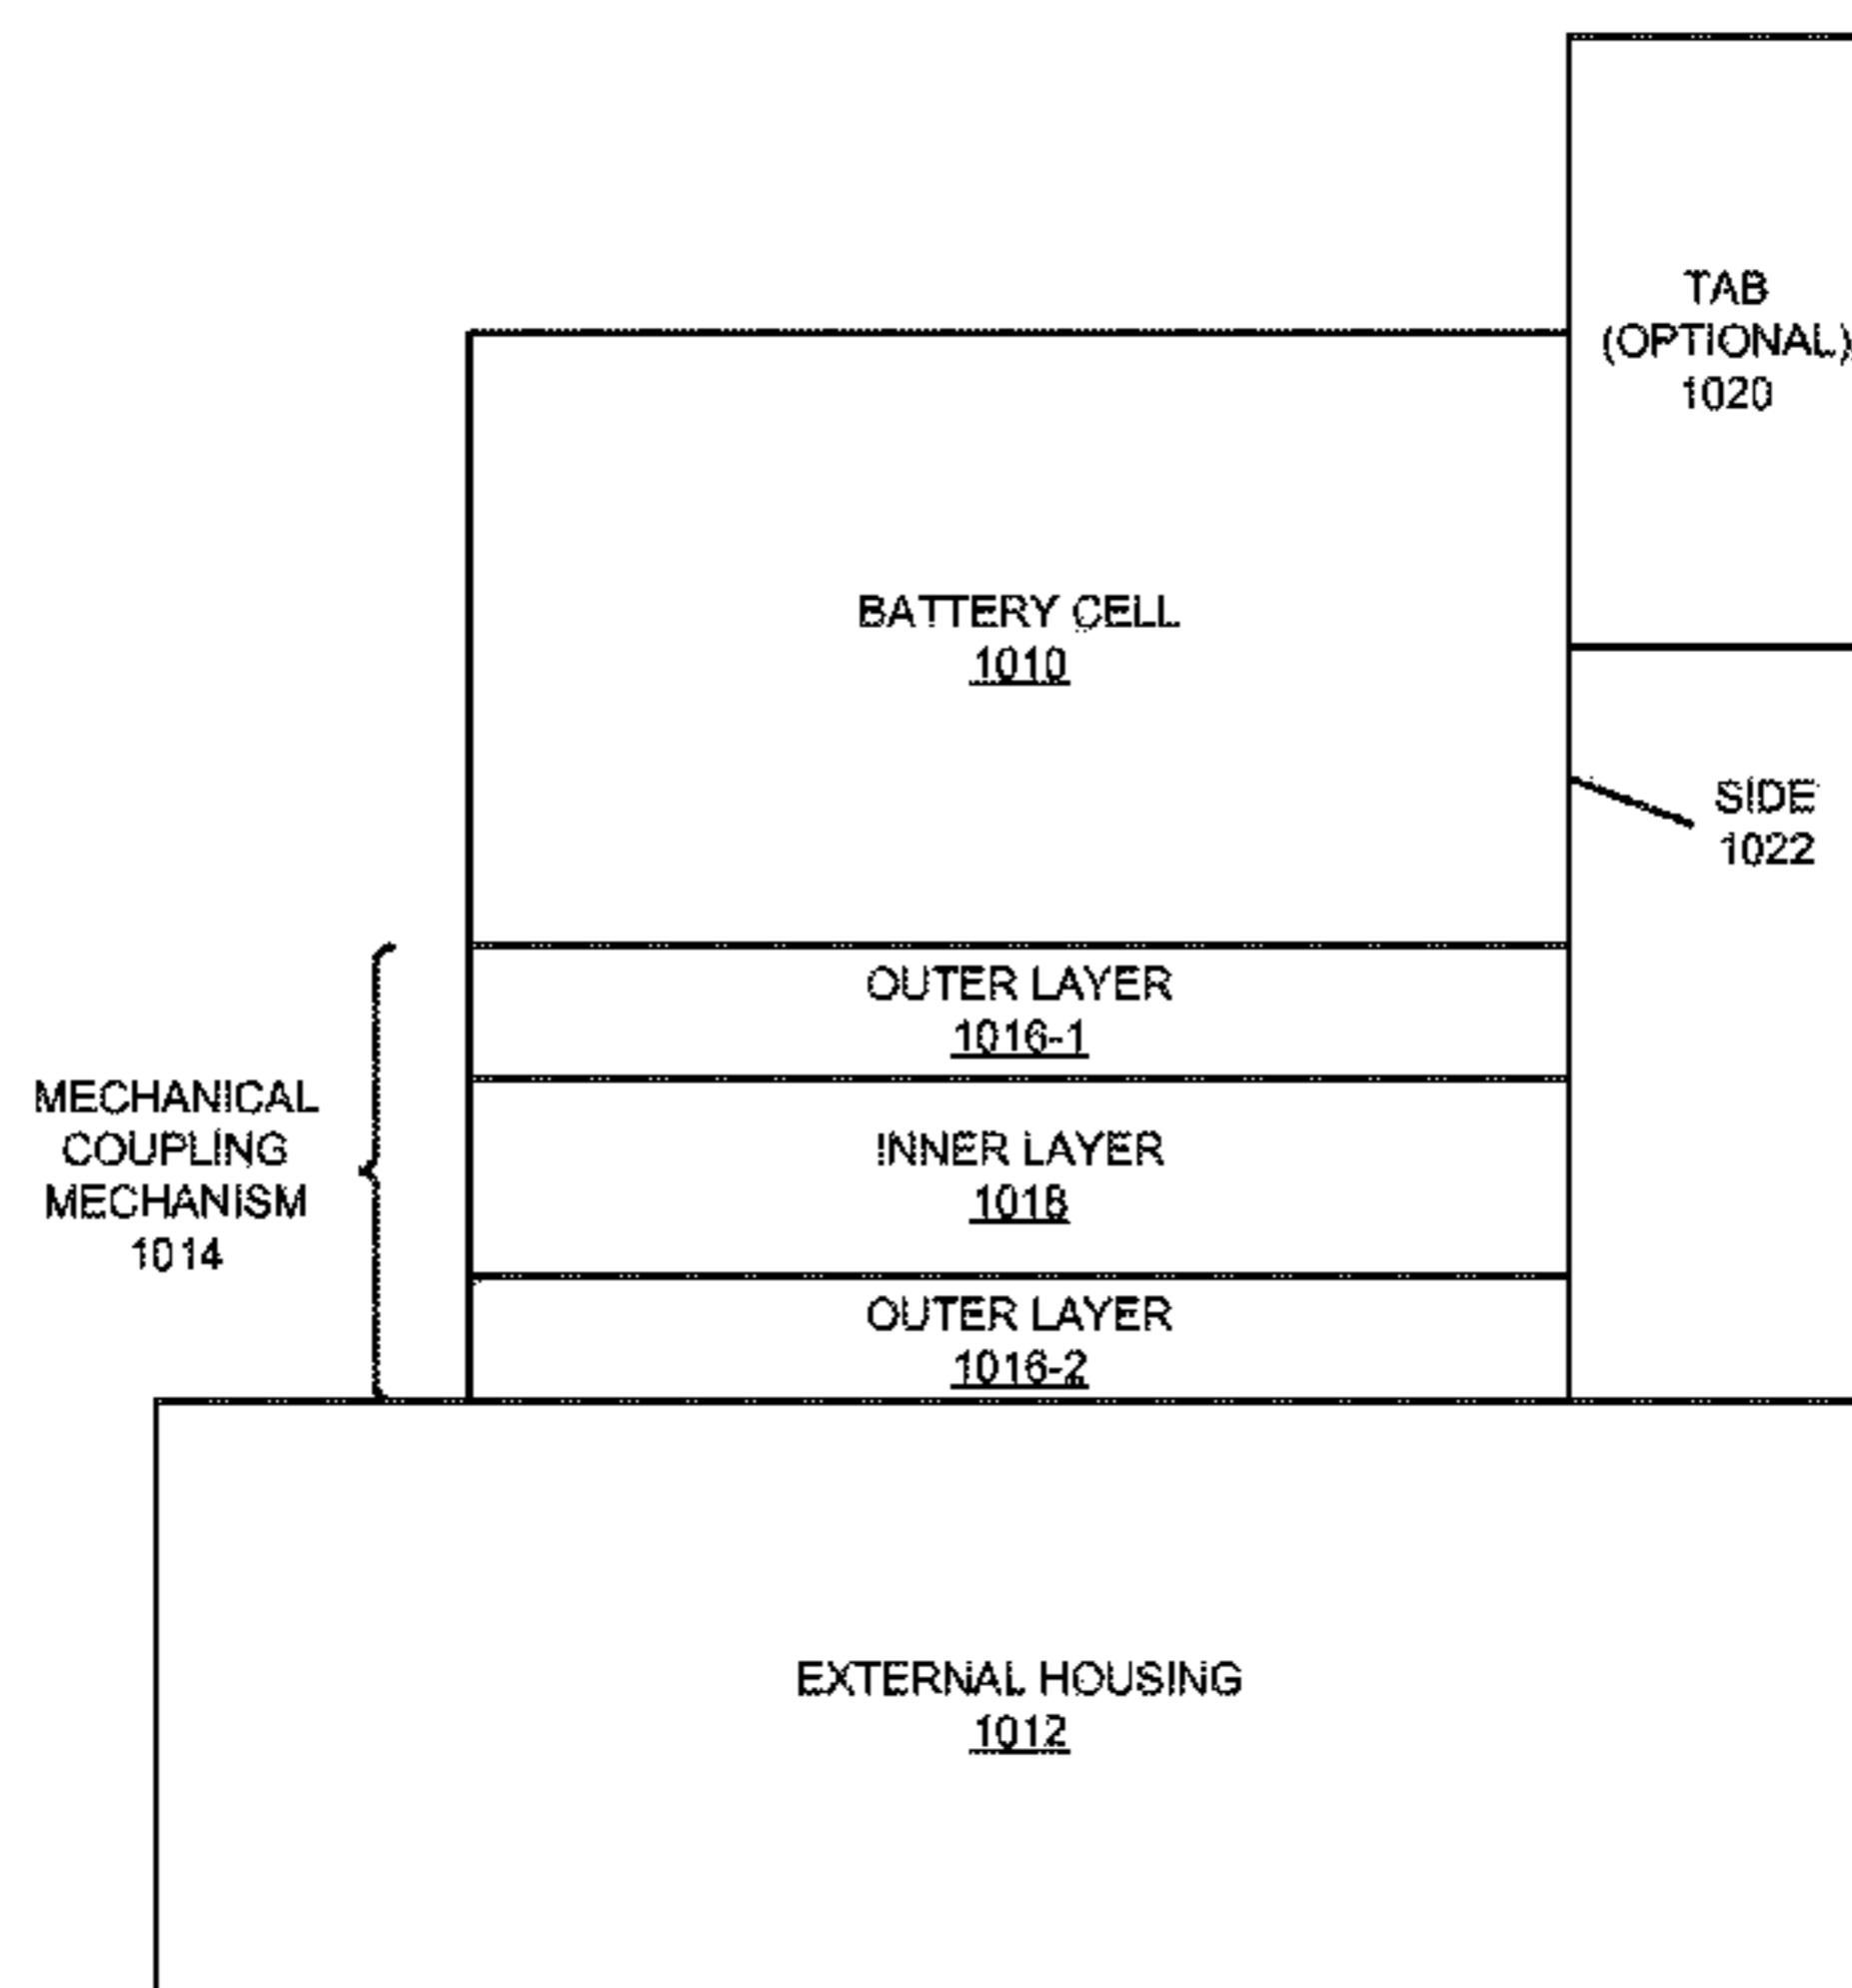 TAB
(OPTIONAL)
1020
BATTERY CELL
1010
SIDE
1022
OUTER LAYER
1016-1
MECHANICAL
COUPLING
MECHANISM
1014
INNER LAYER
1018
OUTER LAYER
1016-2
EXTERNAL HOUSING
1012